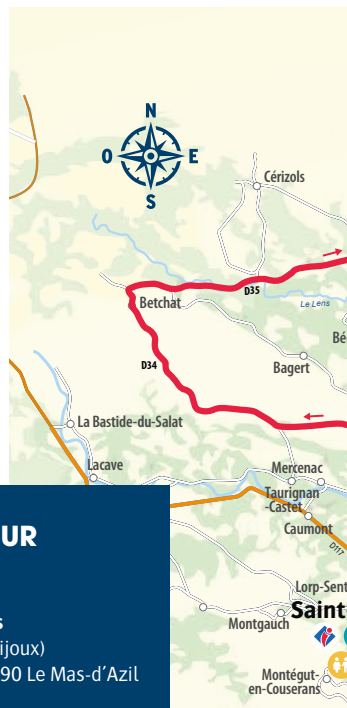 N
O E
S
Cérizols
Le Lens
D35
Betchat
Bé
D34
Bagert
La Bastide-du-Salat
Mercenac
Lacave
Taurignan
-Castet
Caumont
D117
UR
Lorp-Sent
Saint-
Montgauch
s
ijoux)
90 Le Mas-d’Azil
Montégut-
en-Couserans